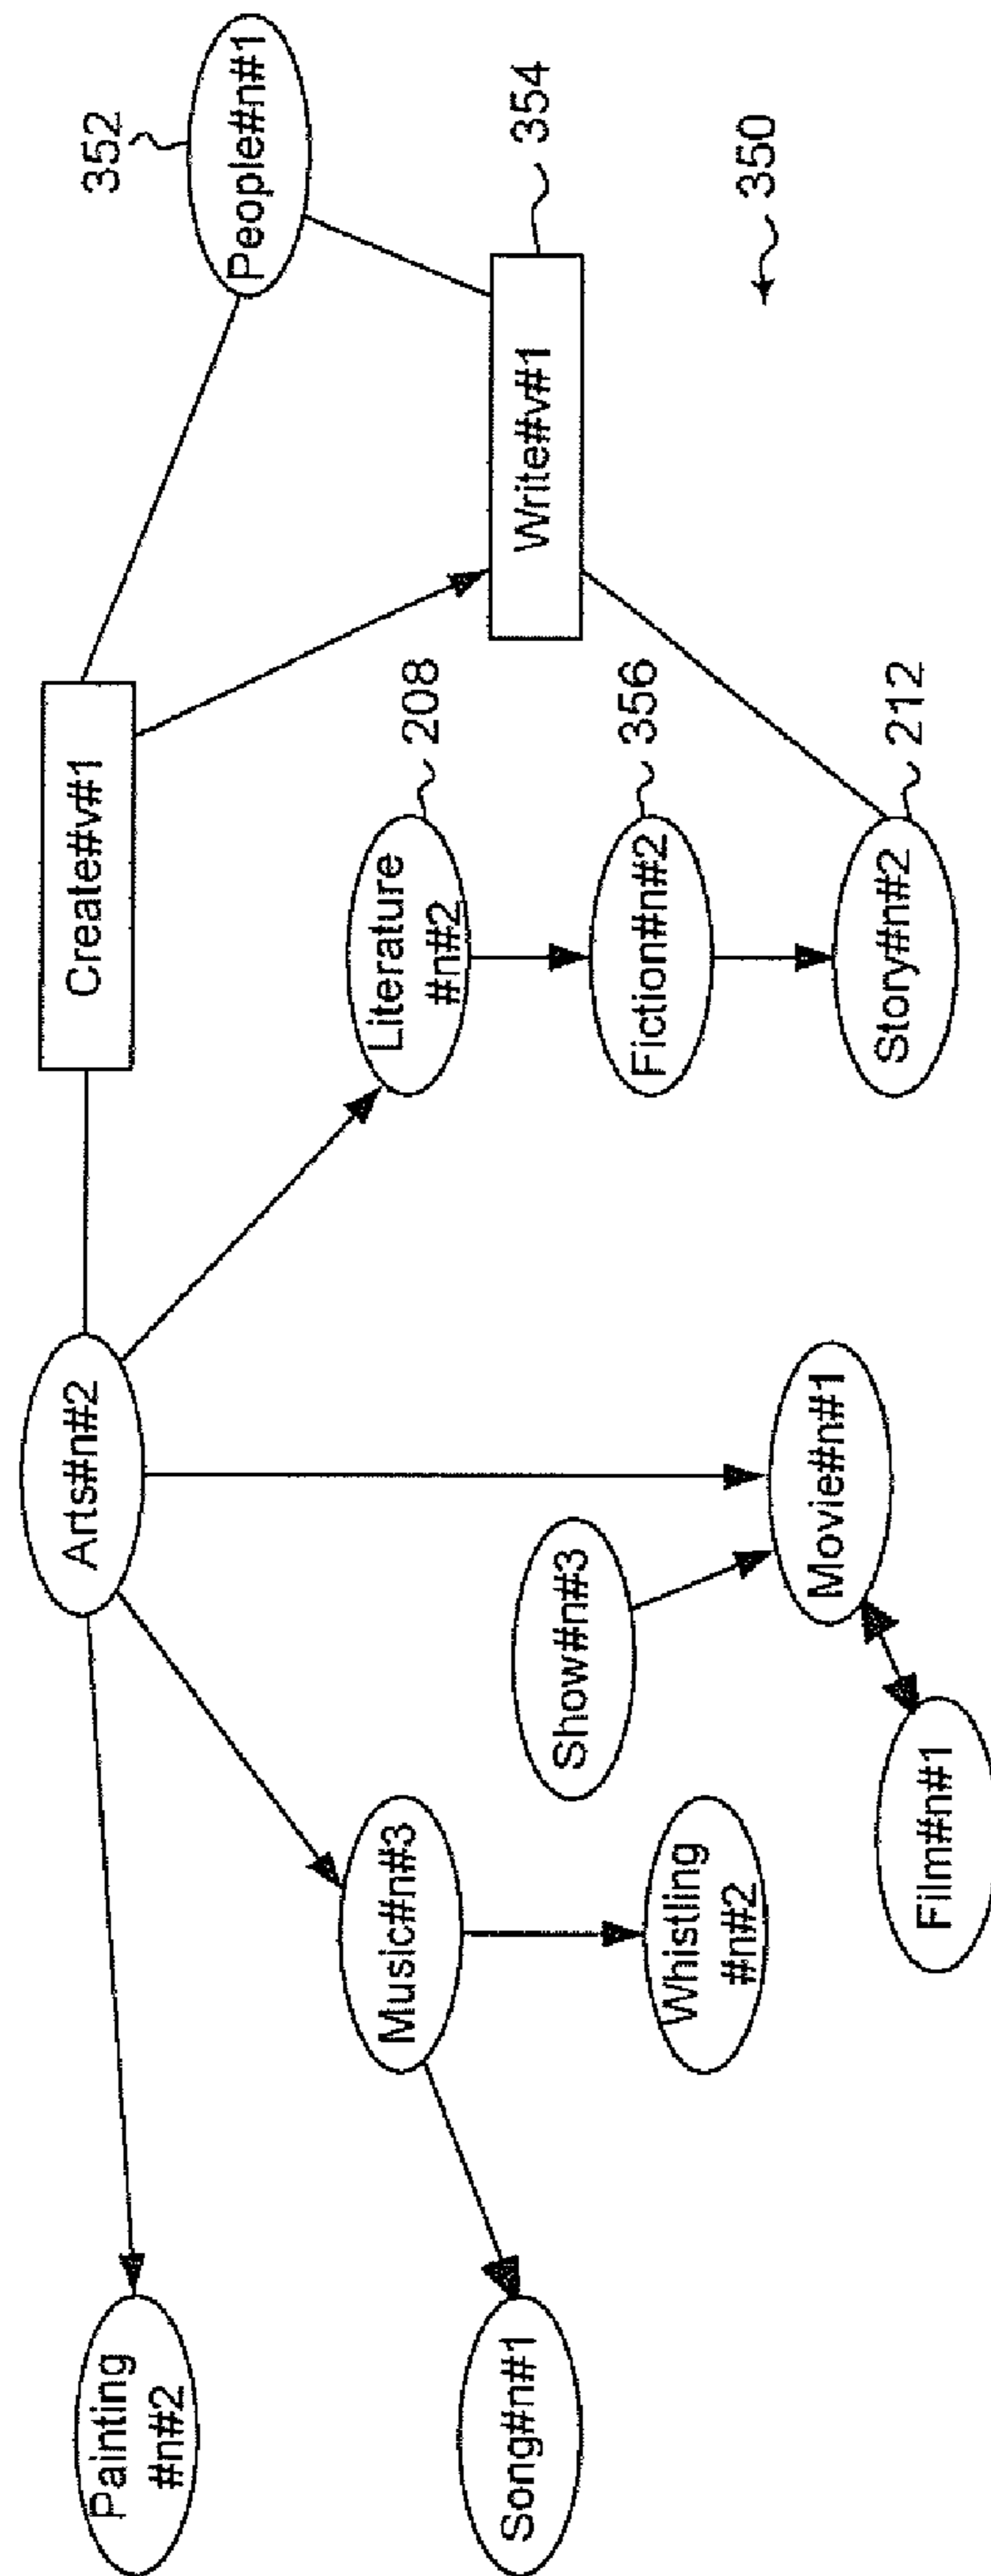 Create#v#1
352
People#n#1
Arts#n#2
Painting
#n#2
Literature
#n#2
208
Write#v#1
354
Music#n#3
Song#n#1
Show#n#3
Fiction#n#2
356
Whistling
#n#2
Movie#n#1
350
Film#n#1
Story#n#2
212